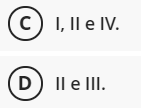 C I, II e IV.
D II e III.